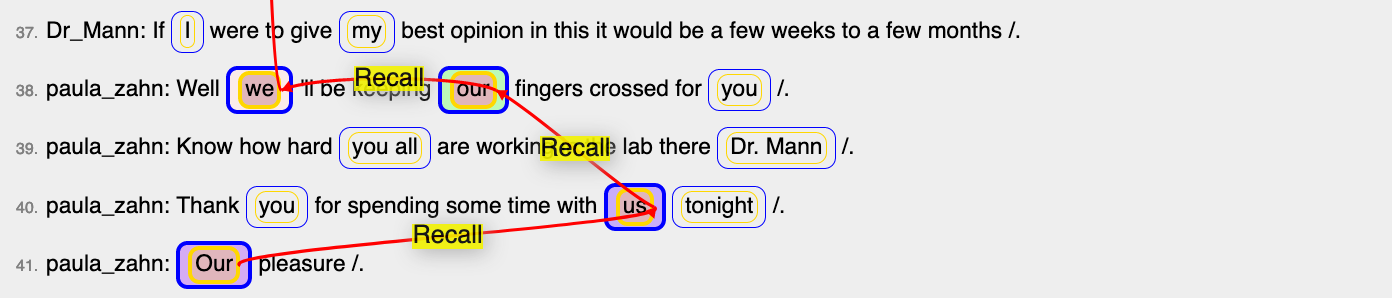 37. Dr_Mann: If I were to give my best opinion in this it would be a few weeks to a few months /.
38. paula_zahn: Well we 'll be keeping our fingers crossed for you /.
Recall
39. paula_zahn: Know how hard you all are working lab there Dr. Mann /.
Recall
40. paula_zahn: Thank you for spending some time with us tonight /.
Recall
41. paula_zahn: Our pleasure /.